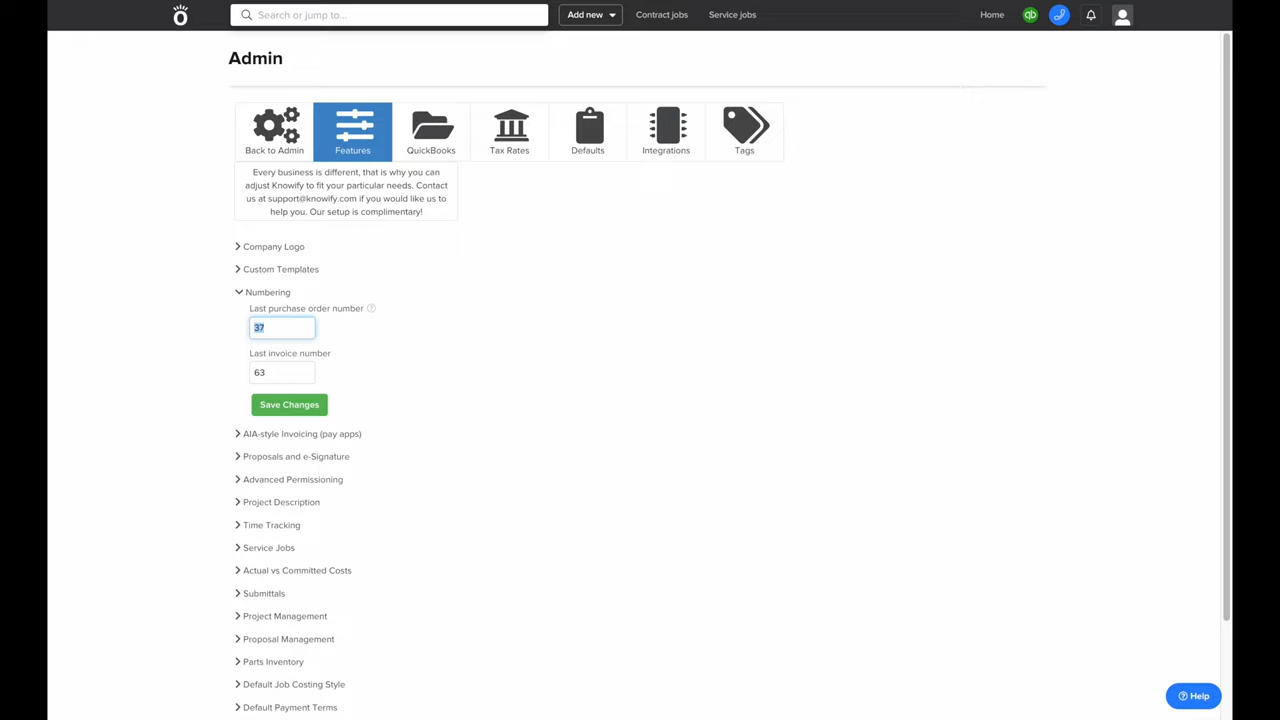 Search or jump to...
Add new
Contract jobs
Service jobs
Home
qb
Admin
Back to Admin
Features
QuickBooks
Tax Rates
Defaults
Integrations
Tags
Every business is different, that is why you can
adjust Knowify to fit your particular needs. Contact
us at support@knowify.com if you would like us to
help you. Our setup is complimentary!
Company Logo
Custom Templates
Numbering
Last purchase order number
37
Last invoice number
63
Save Changes
AIA-style Invoicing (pay apps)
Proposals and e-Signature
Advanced Permissioning
Project Description
Time Tracking
Service Jobs
Actual vs Committed Costs
Submittals
Project Management
Proposal Management
Parts Inventory
Default Job Costing Style
Default Payment Terms
Help